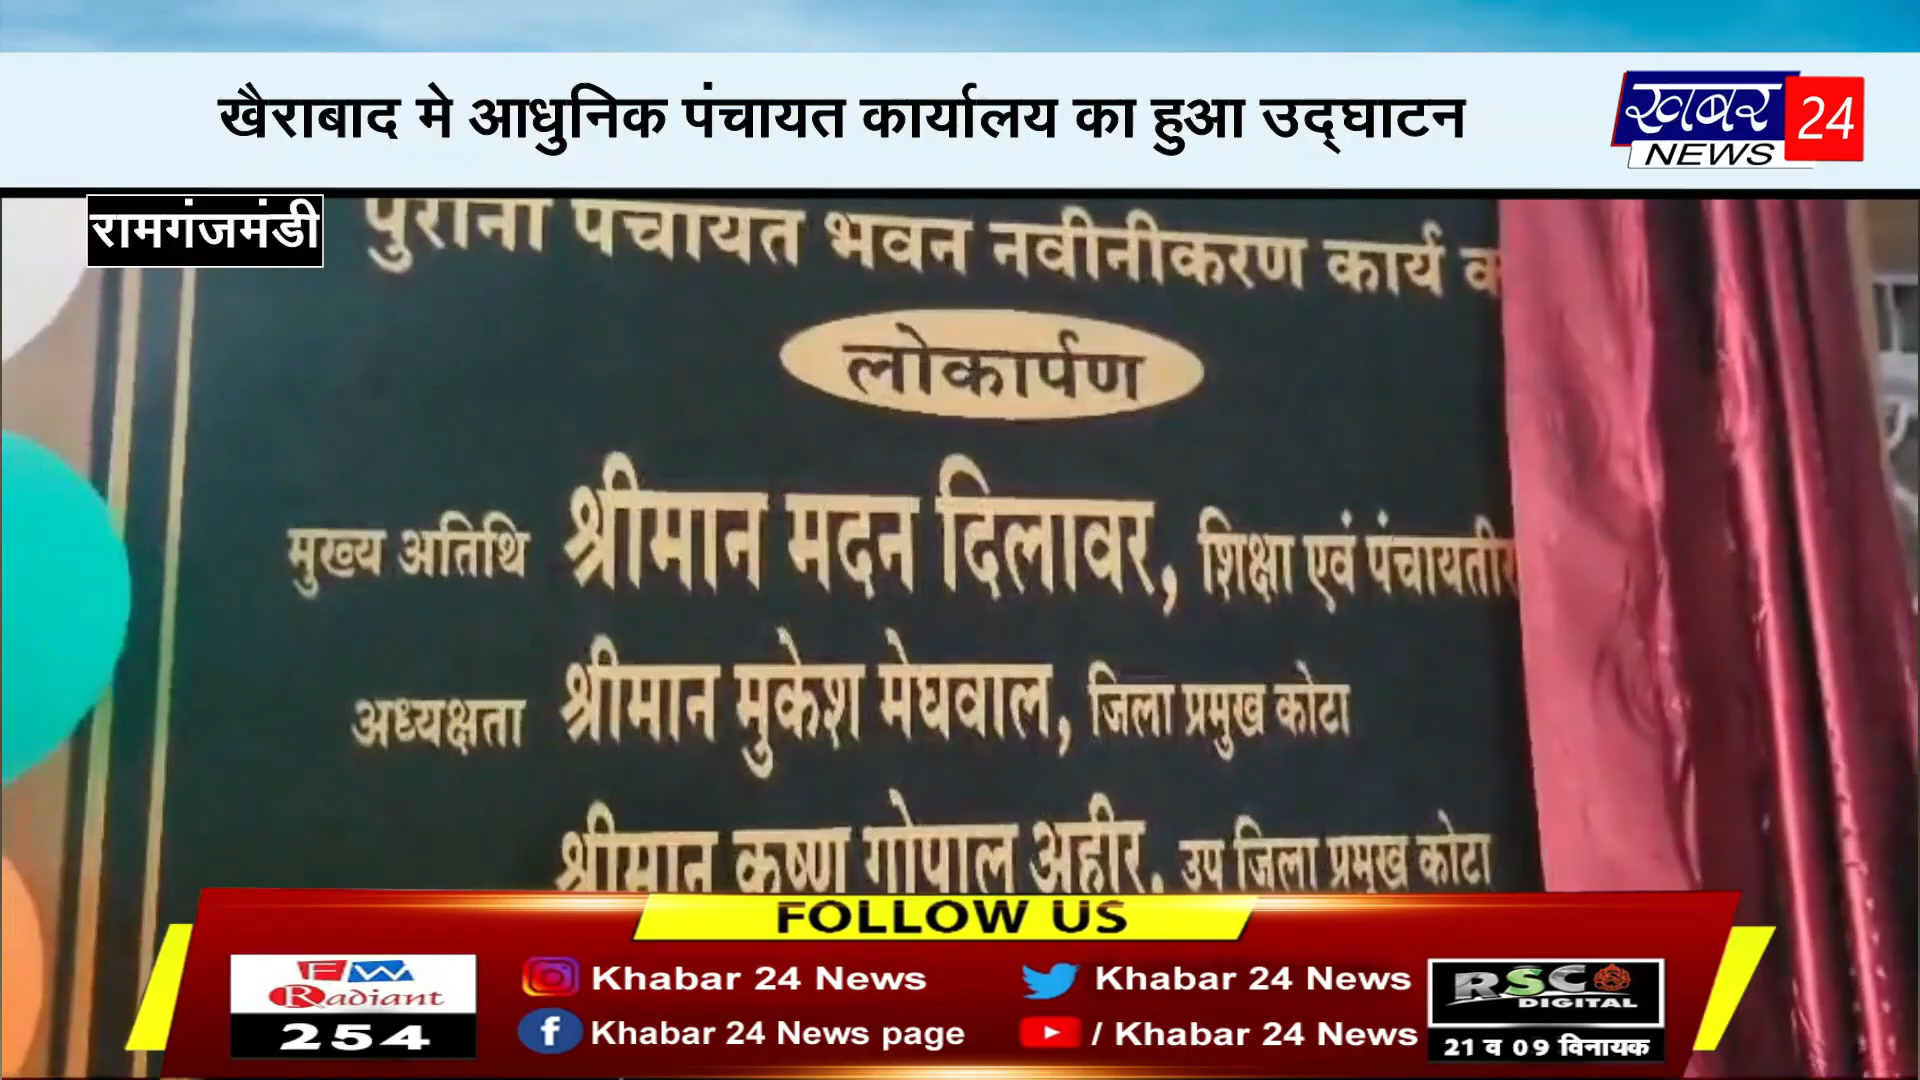 खैराबाद मे आधुनिक पंचायत कार्यालय का हुआ उद्घाटन
खबर 24
NEWS
रामगंजमंडी
पुराना पंचायत भवन नवीनीकरण कार्य
लोकार्पण
मुख्य अतिथि श्रीमान मदन दिलावर, शिक्षा एवं
अध्यक्षता श्रीमान मुकेश मेघवाल, जिला प्रमुख कोटा
श्रीमान कृष्ण गोपाल अहीर, उप जिला प्रमुख कोटा
FOLLOW US
FW
Radiant
254
Khabar 24 News
Khabar 24 News page
Khabar 24 News
/ Khabar 24 News
RSC
DIGITAL
21 व 09 विनायक